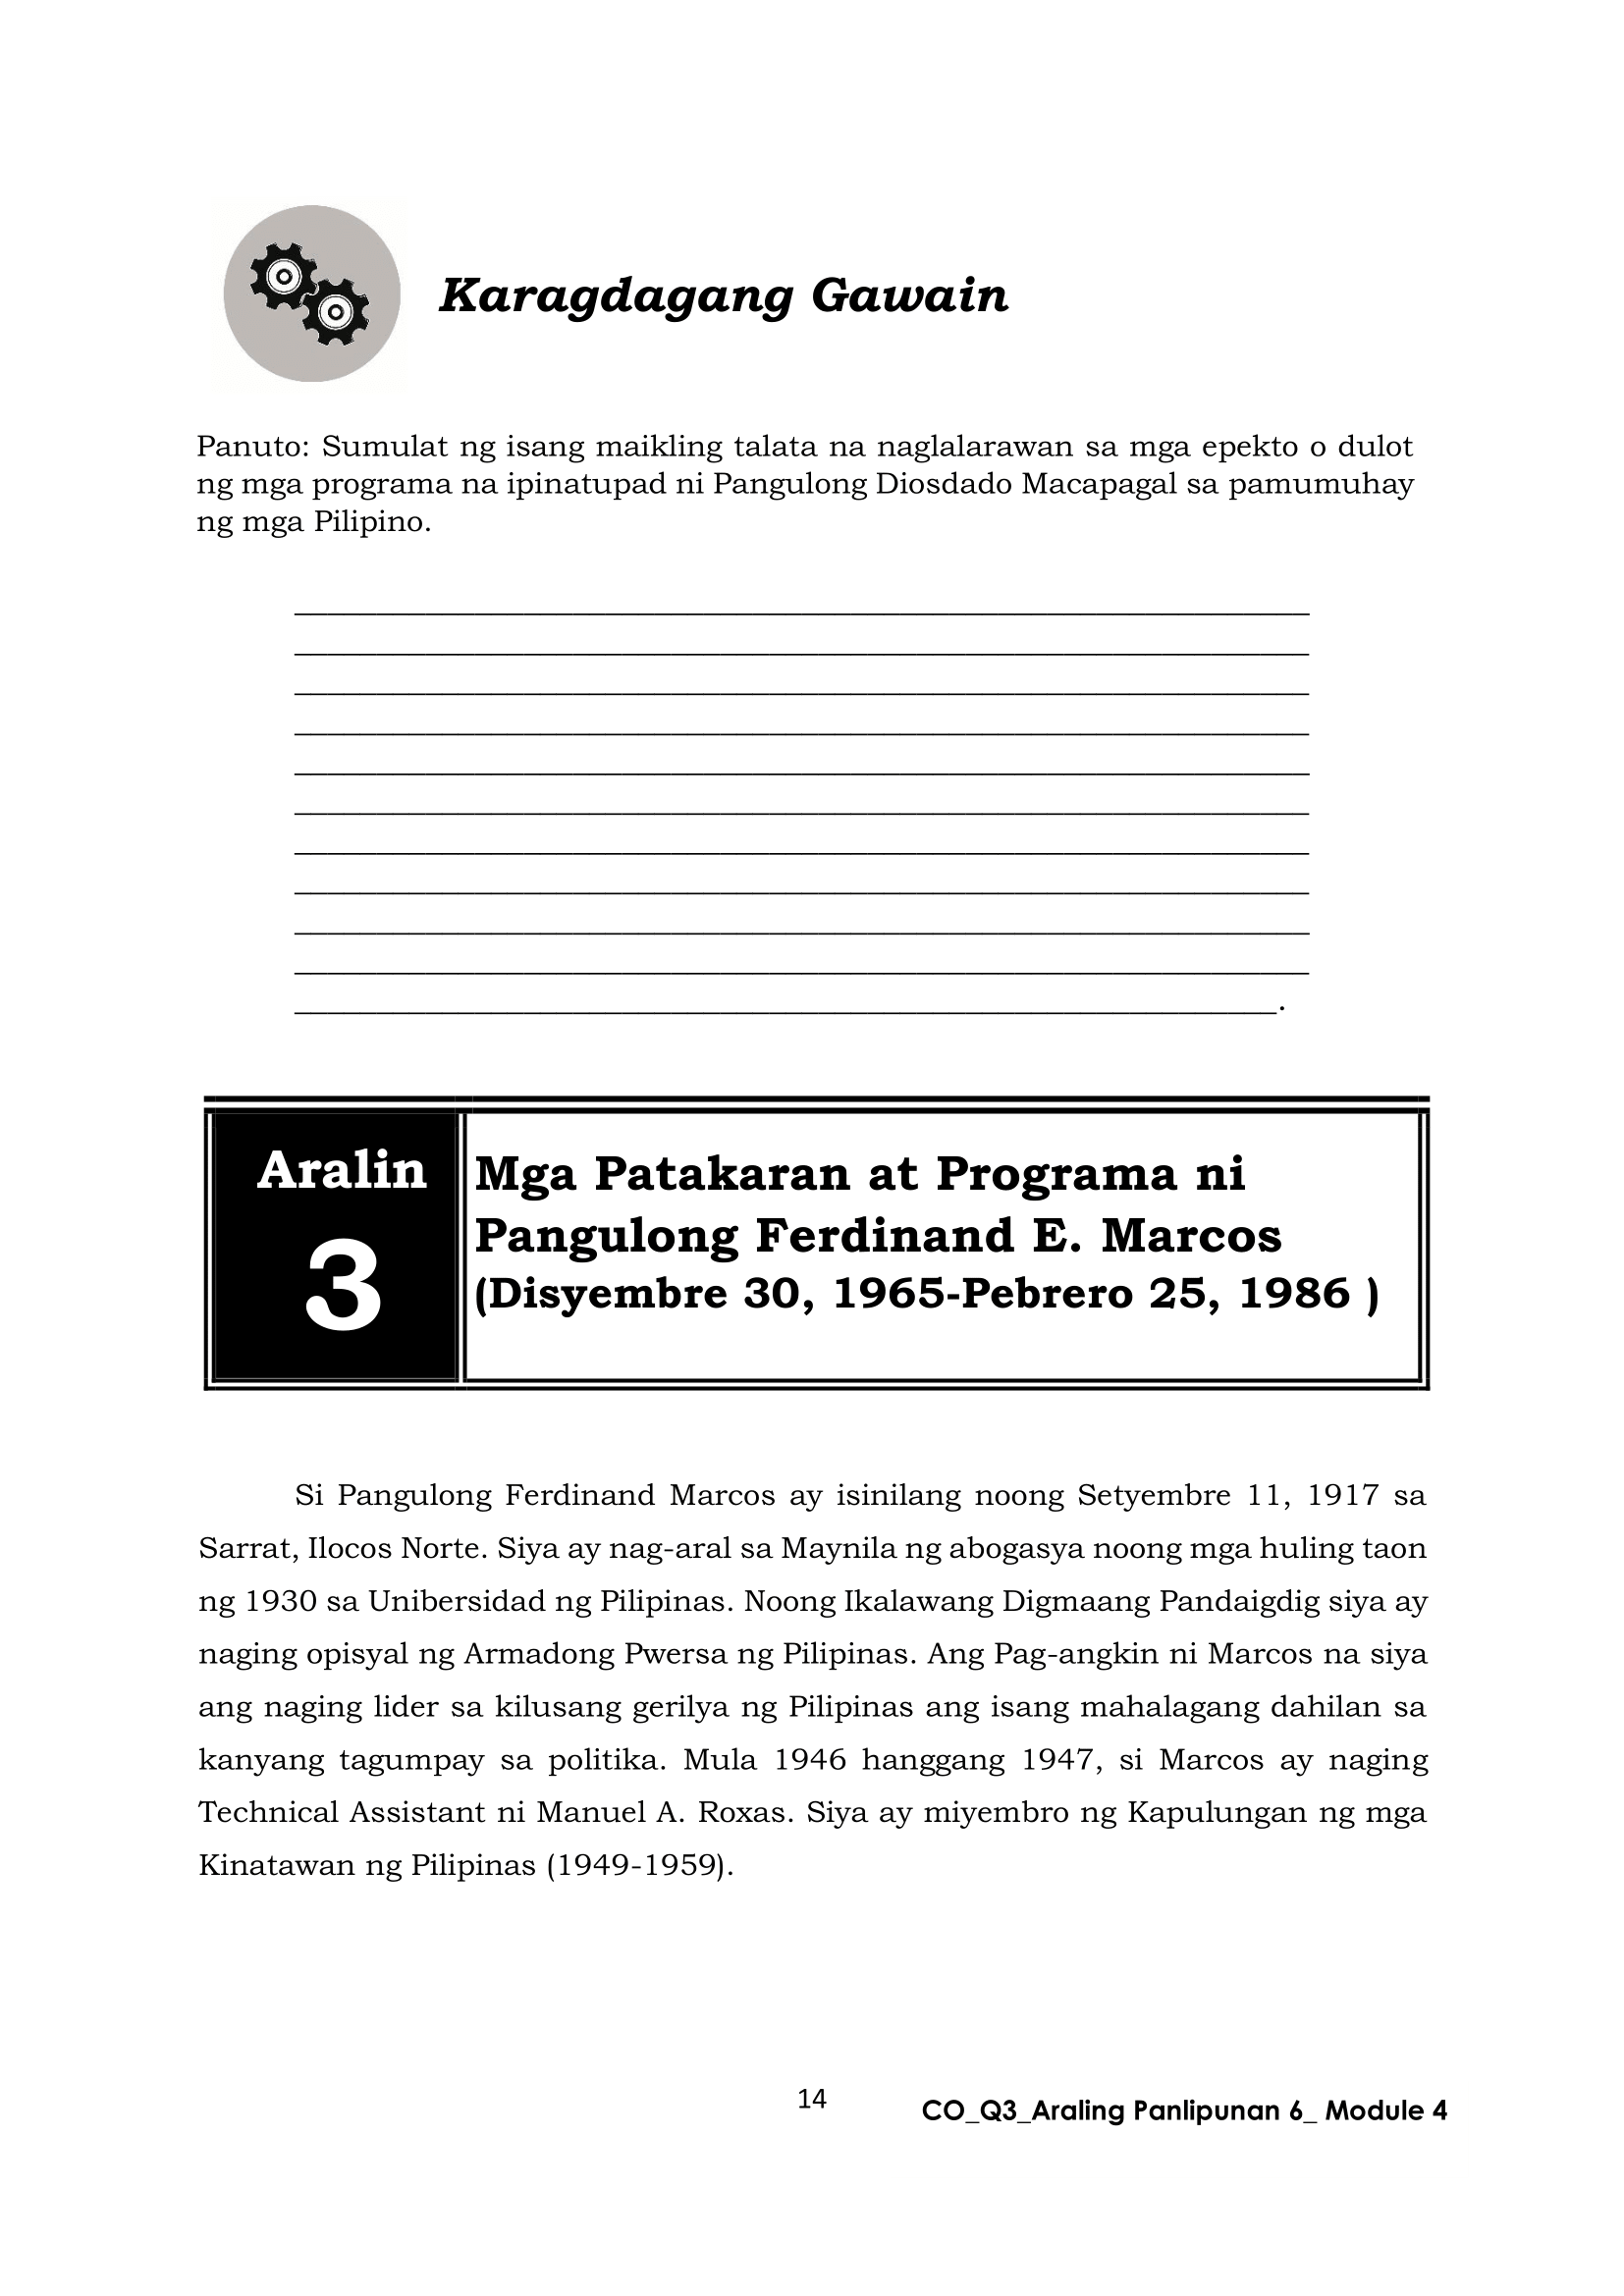 Karagdagang Gawain
Panuto: Sumulat ng isang maikling talata na naglalarawan sa mga epekto o dulot
ng mga programa na ipinatupad ni Pangulong Diosdado Macapagal sa pamumuhay
ng mga Pilipino.
.
Aralin
3
Mga Patakaran at Programa ni
Pangulong Ferdinand E. Marcos
(Disyembre 30, 1965-Pebrero 25, 1986 )
Si Pangulong Ferdinand Marcos ay isinilang noong Setyembre 11, 1917 sa
Sarrat, Ilocos Norte. Siya ay nag-aral sa Maynila ng abogasya noong mga huling taon
ng 1930 sa Unibersidad ng Pilipinas. Noong Ikalawang Digmaang Pandaigdig siya ay
naging opisyal ng Armadong Pwersa ng Pilipinas. Ang Pag-angkin ni Marcos na siya
ang naging lider sa kilusang gerilya ng Pilipinas ang isang mahalagang dahilan sa
kanyang tagumpay sa politika. Mula 1946 hanggang 1947, si Marcos ay naging
Technical Assistant ni Manuel A. Roxas. Siya ay miyembro ng Kapulungan ng mga
Kinatawan ng Pilipinas (1949-1959).
14
CO_Q3_Araling Panlipunan 6_ Module 4